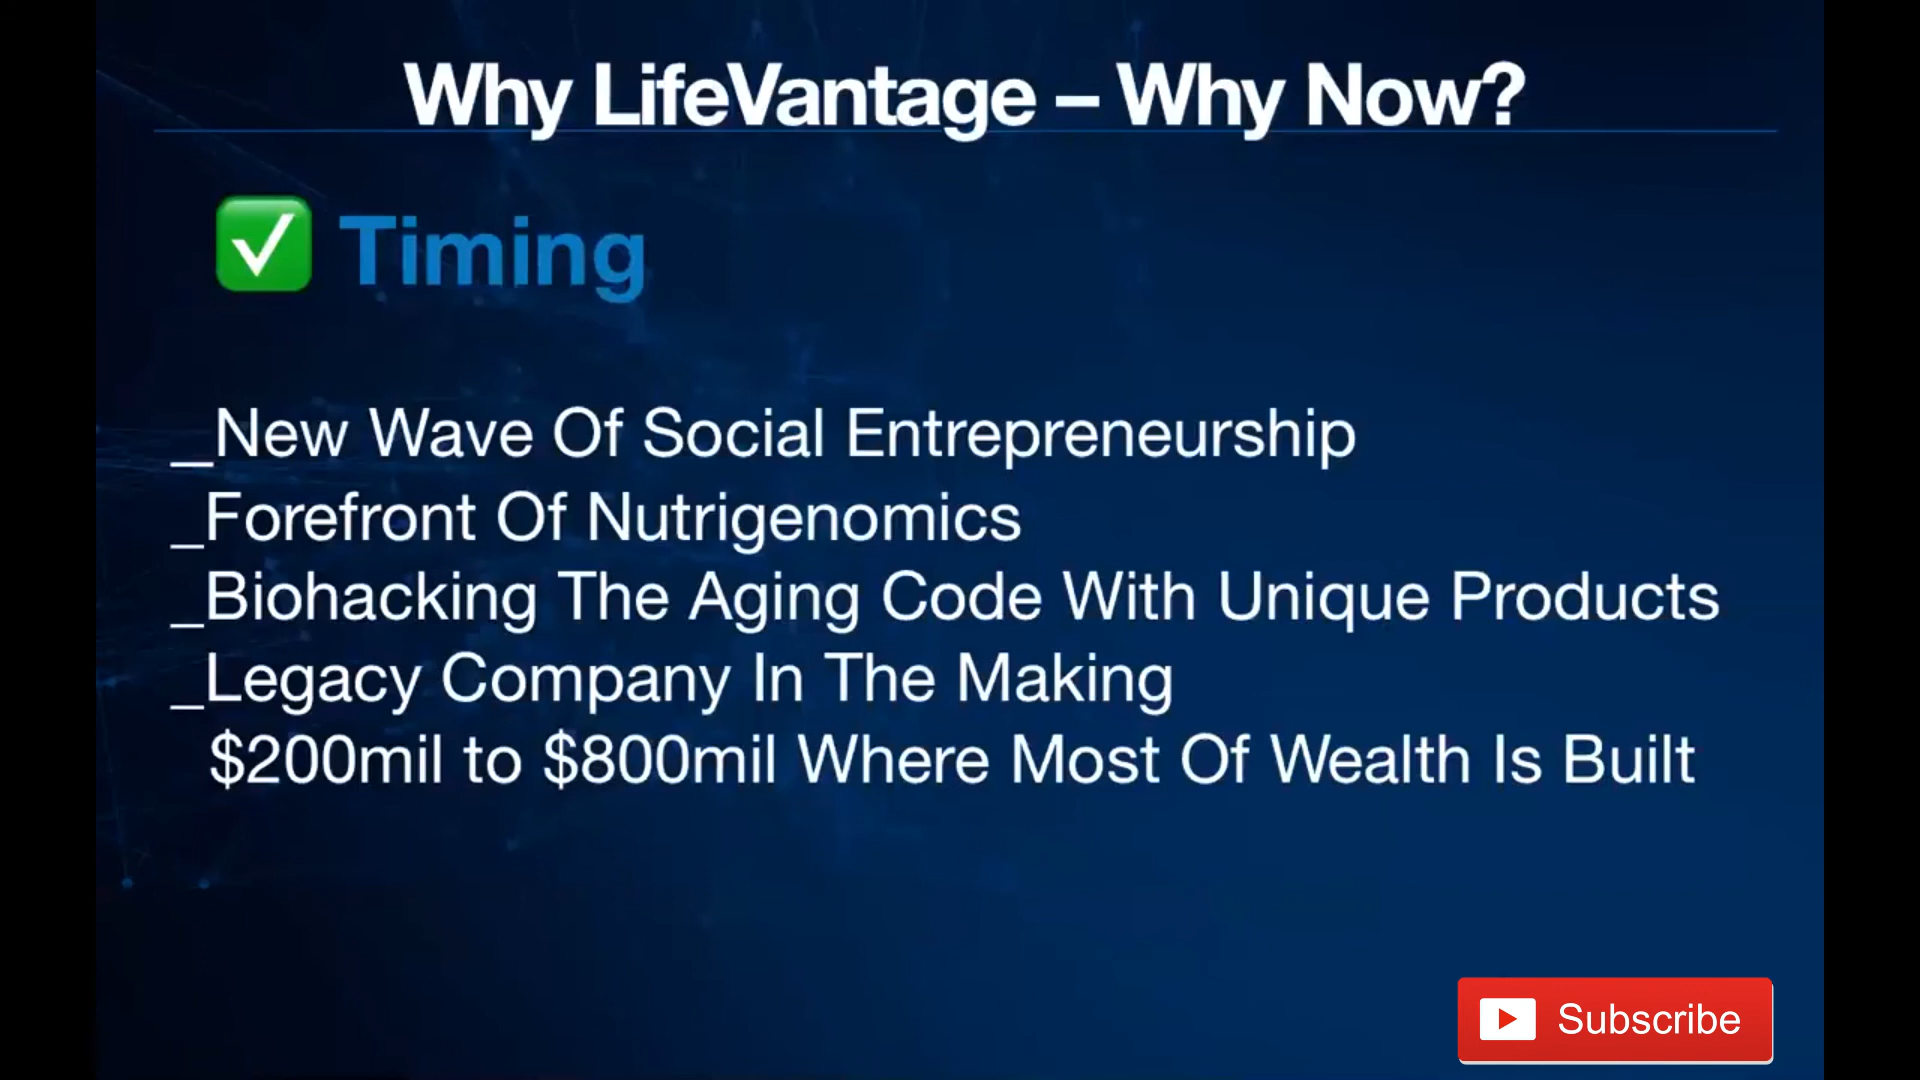 Why LifeVantage – Why Now?
✅ Timing
_New Wave Of Social Entrepreneurship
_Forefront Of Nutrigenomics
_Biohacking The Aging Code With Unique Products
_Legacy Company In The Making
$200mil to $800mil Where Most Of Wealth Is Built
Subscribe